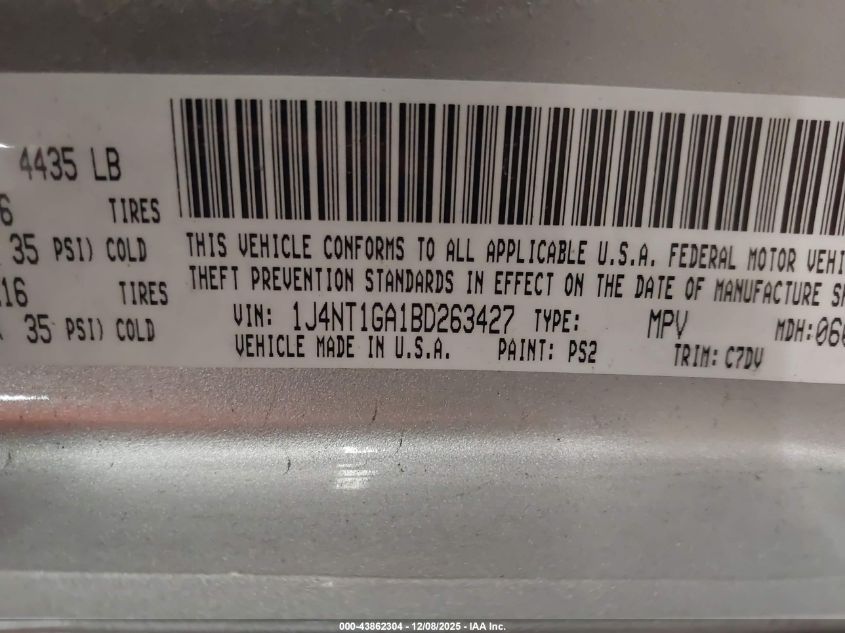 4435 LB
6 TIRES
35 PSI) COLD
16 TIRES
35 PSI) COLD
THIS VEHICLE CONFORMS TO ALL APPLICABLE U.S.A. FEDERAL MOTOR VEHI
THEFT PREVENTION STANDARDS IN EFFECT ON THE DATE OF MANUFACTURE SH
VIN: 1J4NT1GA1BD263427 TYPE: MPV MDH:060
VEHICLE MADE IN U.S.A. PAINT: PS2 TRIM: C7DV
000-43862304 - 12/08/2025 - IAA Inc.